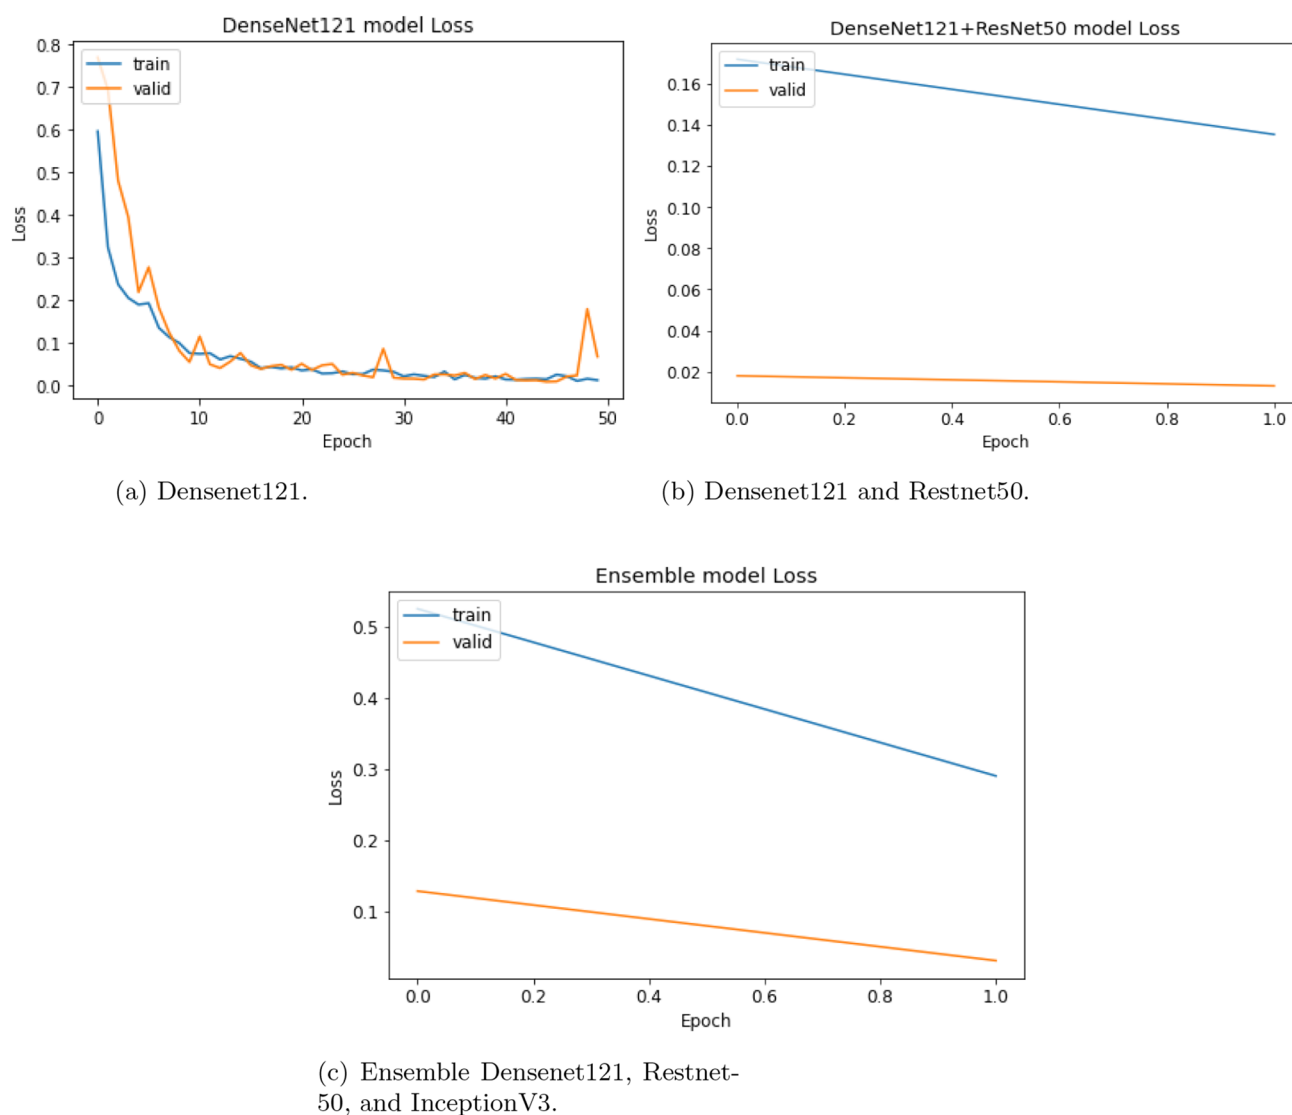 DenseNet121 model Loss
train
valid
0.8
0.7
0.6
0.5
0.4
0.3
0.2
0.1
0.0
Loss
0 10 20 30 40 50
Epoch
(a) Densenet121.
DenseNet121+ResNet50 model Loss
train
valid
0.16
0.14
0.12
0.10
0.08
0.06
0.04
0.02
Loss
0.0 0.2 0.4 0.6 0.8 1.0
Epoch
(b) Densenet121 and Restnet50.
Ensemble model Loss
train
valid
0.5
0.4
0.3
0.2
0.1
Loss
0.0 0.2 0.4 0.6 0.8 1.0
Epoch
(c) Ensemble Densenet121, Restnet-
50, and InceptionV3.